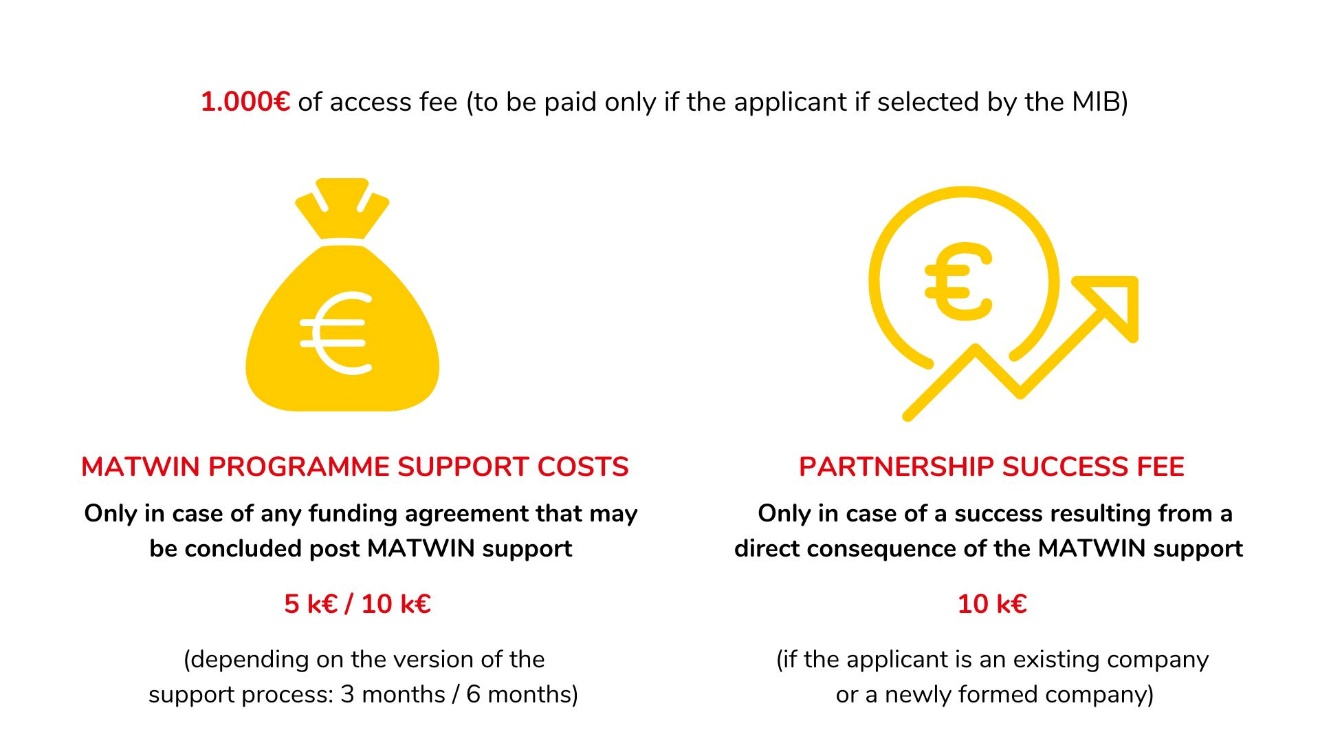 1.000€ of access fee (to be paid only if the applicant if selected by the MIB)
€
€
MATWIN PROGRAMME SUPPORT COSTS
Only in case of any funding agreement that may
be concluded post MATWIN support
5 k€ / 10 k€
(depending on the version of the
support process: 3 months / 6 months)
PARTNERSHIP SUCCESS FEE
Only in case of a success resulting from a
direct consequence of the MATWIN support
10 k€
(if the applicant is an existing company
or a newly formed company)